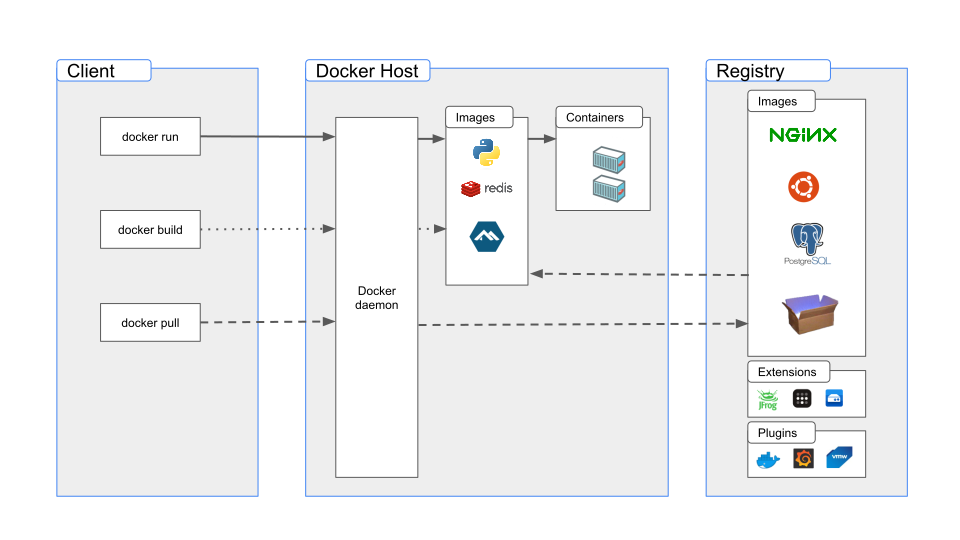 Client
docker run
docker build
docker pull
Docker Host
Docker
daemon
Images
redis
Containers
Registry
Images
NGINX
PostgreSQL
Extensions
JFrog
Plugins
vmw